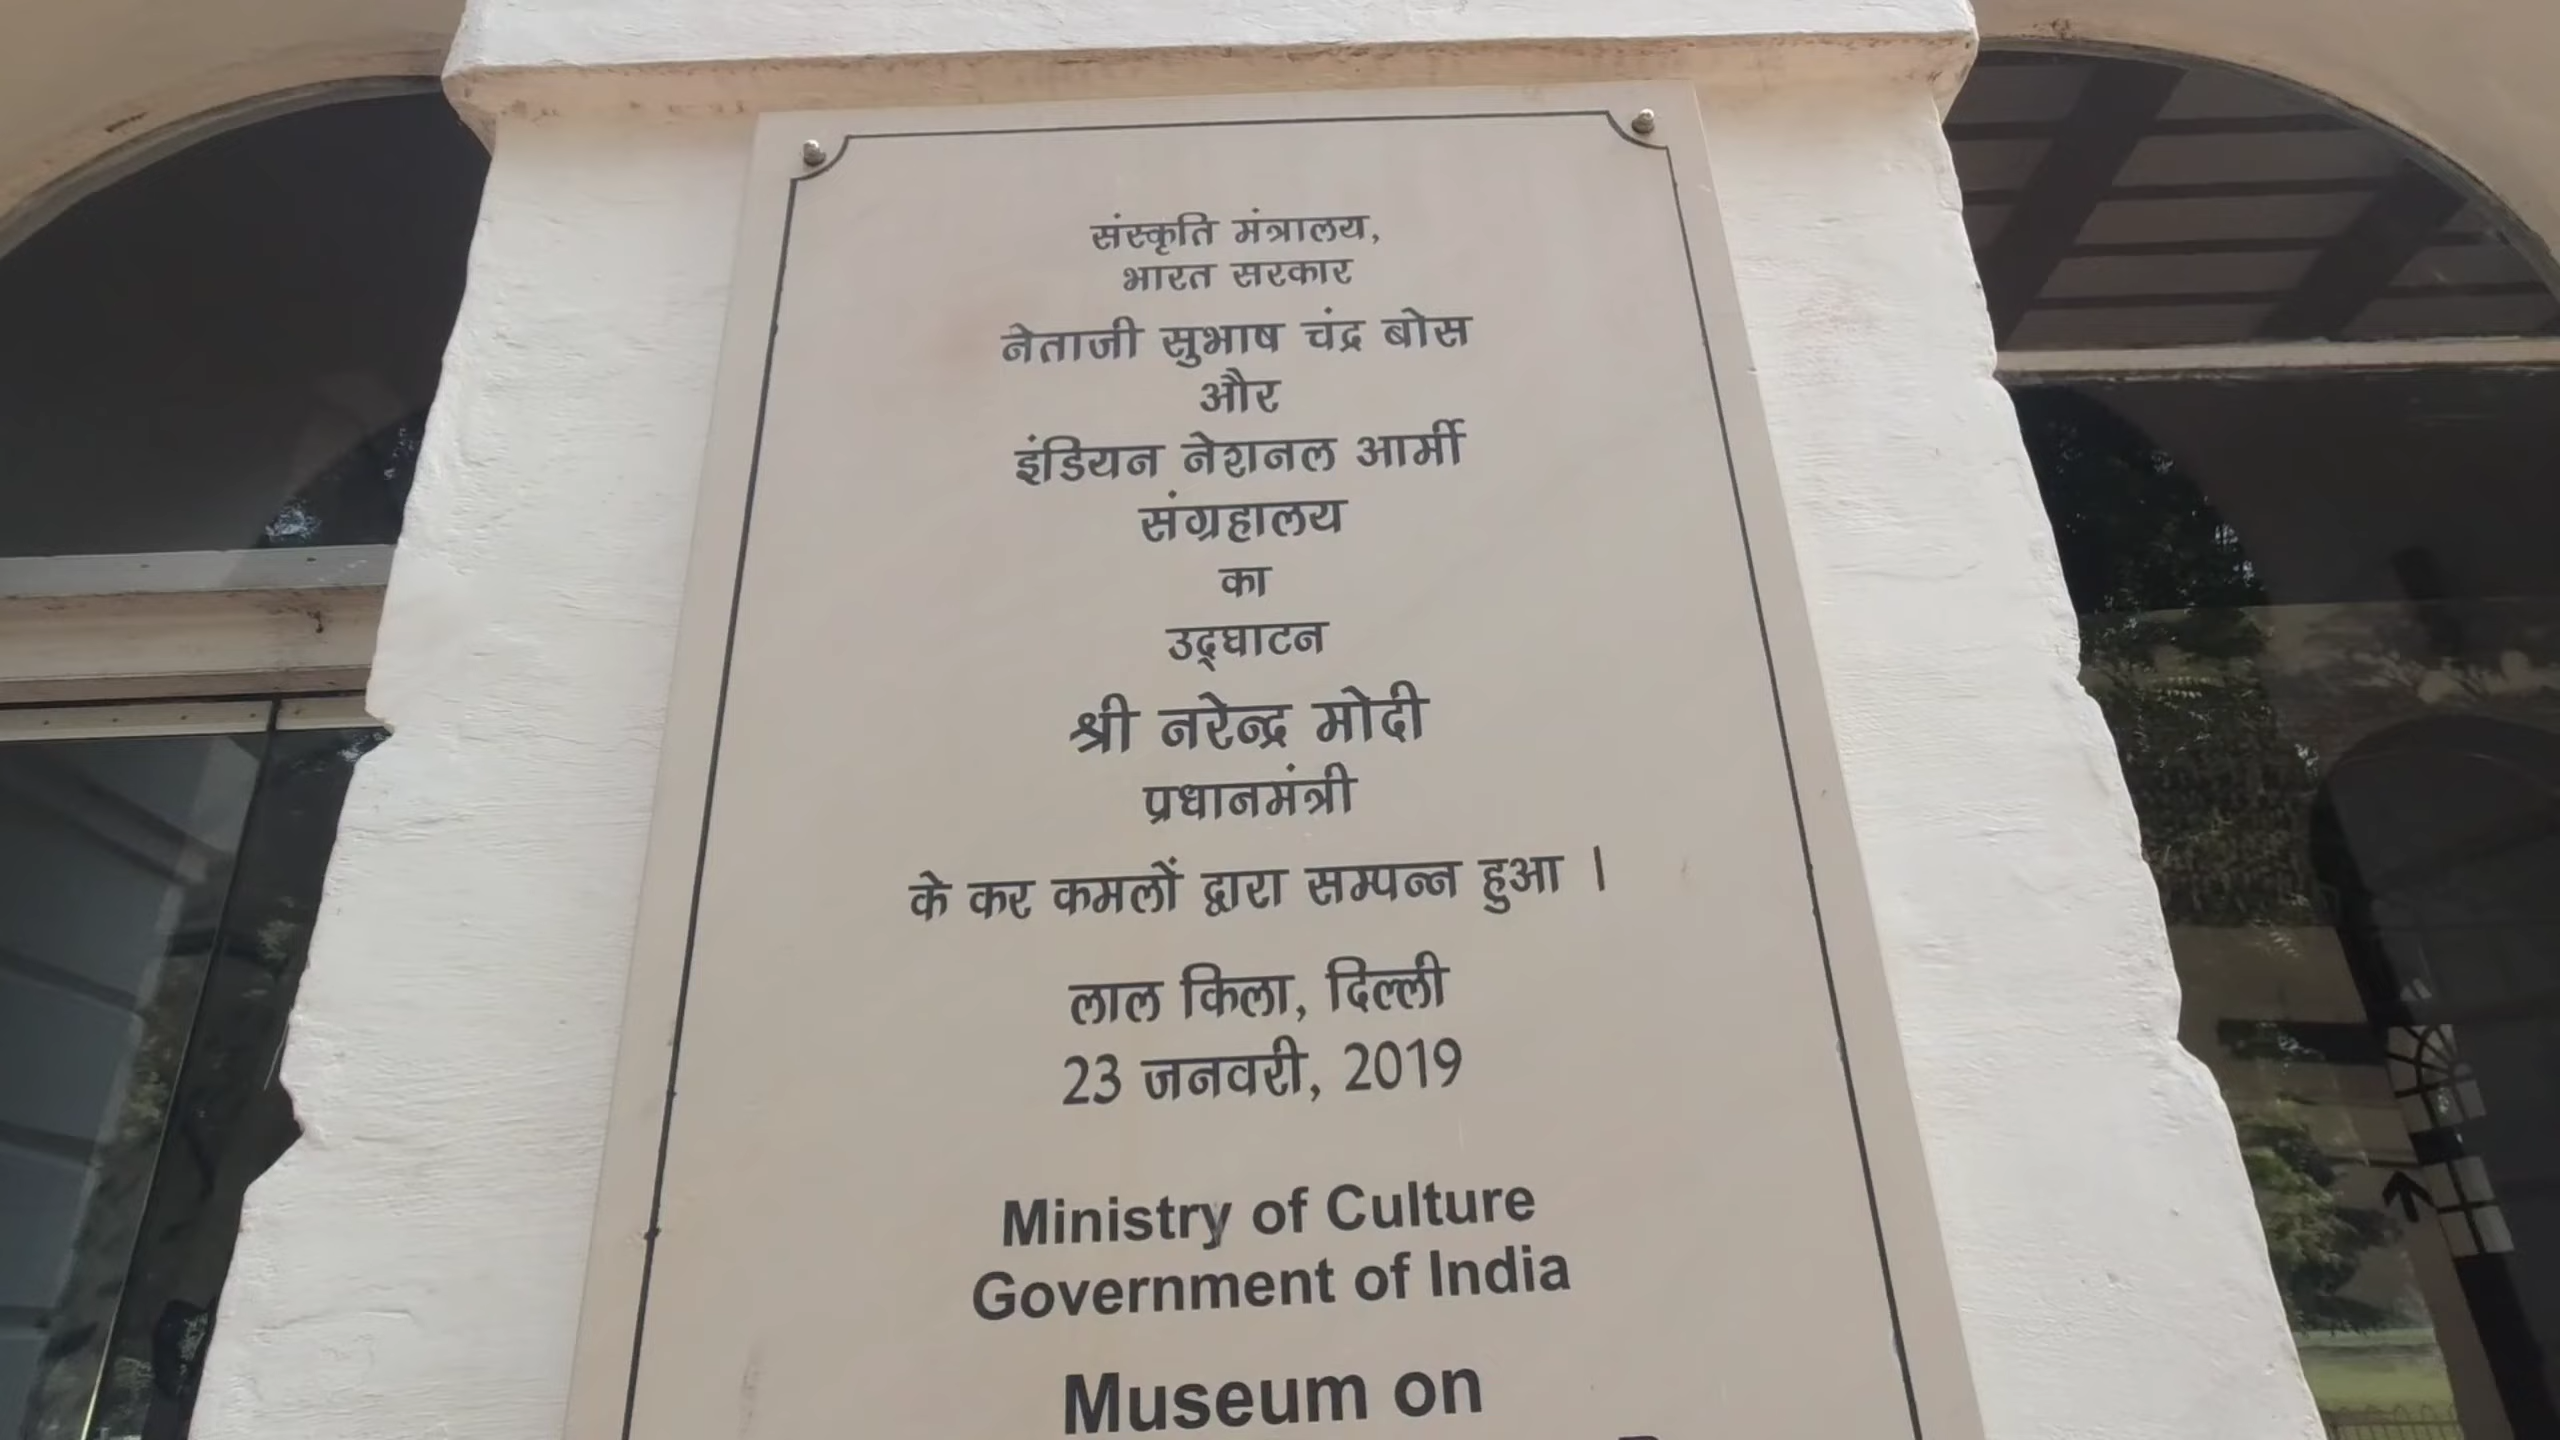 संस्कृति मंत्रालय,
भारत सरकार
नेताजी सुभाष चंद्र बोस
और
इंडियन नेशनल आर्मी
संग्रहालय
का
उद्‌घाटन
श्री नरेन्द्र मोदी
प्रधानमंत्री
के कर कमलों द्वारा सम्पन्न हुआ ।
लाल किला, दिल्ली
23 जनवरी, 2019
Ministry of Culture
Government of India
Museum on